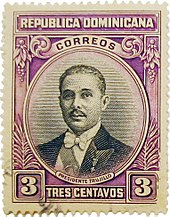 REPUBLICA DOMINICANA
CORREOS
PRESIDENTE TRUJILLO
3 TRES CENTAVOS 3